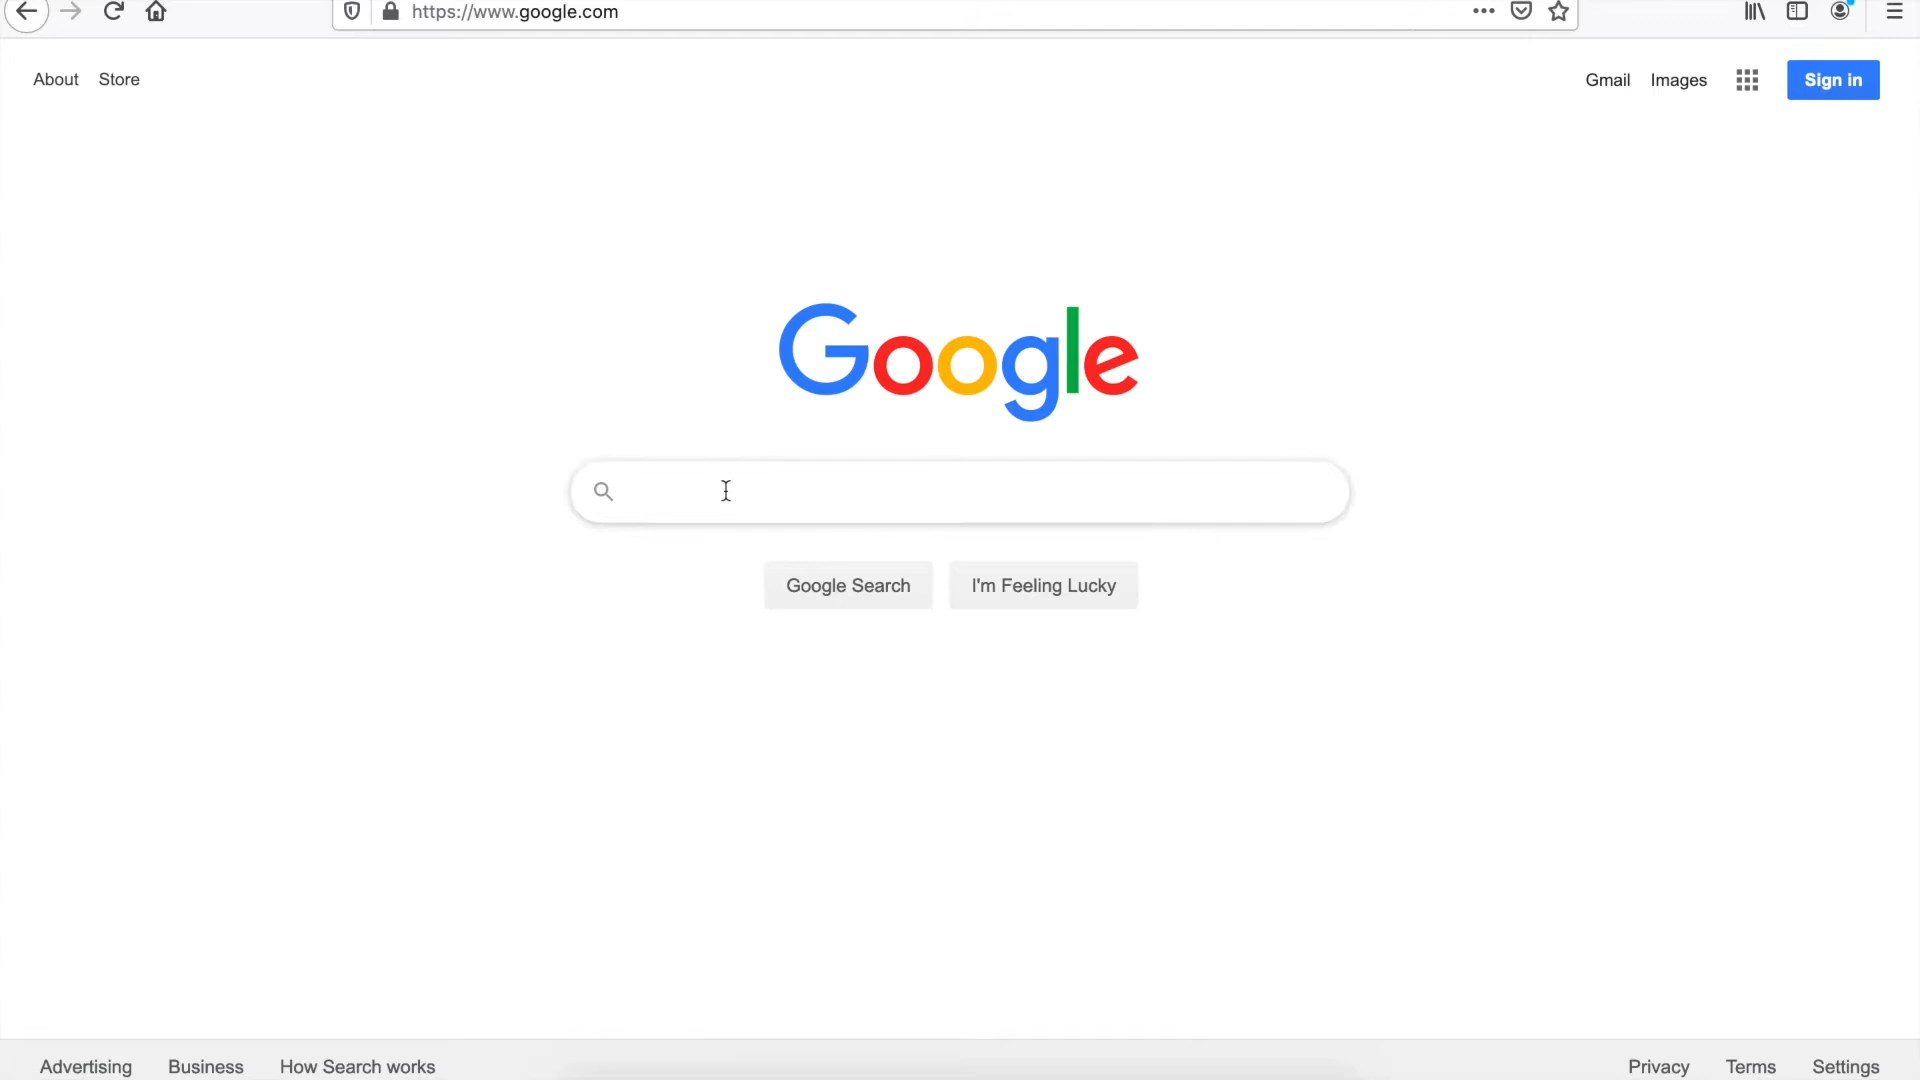 https://www.google.com
About Store
Gmail Images Sign in
Google
Google Search I'm Feeling Lucky
Advertising Business How Search works
Privacy Terms Settings